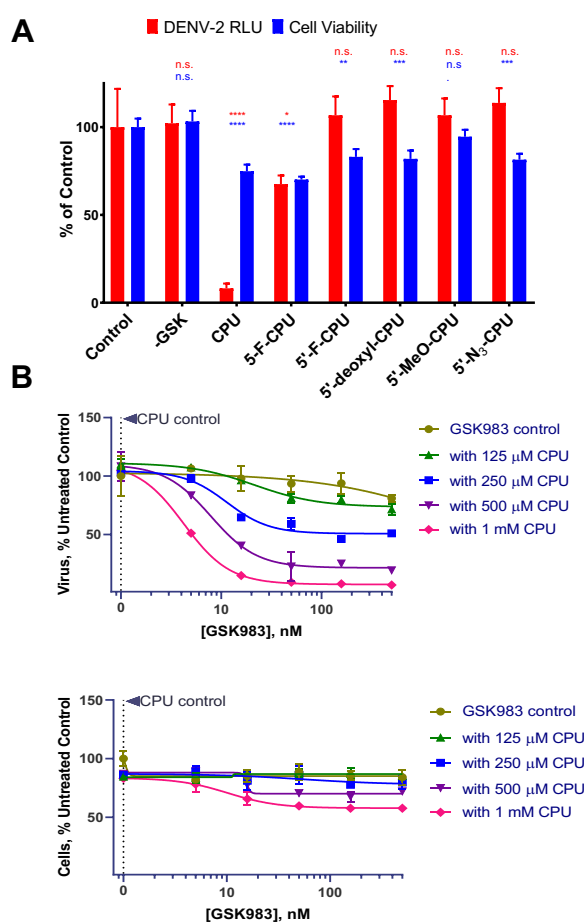 A
DENV-2 RLU Cell Viability
n.s. n.s. n.s. n.s. n.s.
n.s. **** * ** *** n.s ***
**** **** .
% of Control
100
50
0
Control -GSK CPU 5-F-CPU 5'-F-CPU 5'-deoxyl-CPU 5'-MeO-CPU 5'-N₃-CPU
B
150
CPU control
Virus, % Untreated Control
100
50
0 10 100
[GSK983], nM
GSK983 control
with 125 μM CPU
with 250 μM CPU
with 500 μM CPU
with 1 mM CPU
150
CPU control
Cells, % Untreated Control
100
50
0 10 100
[GSK983], nM
GSK983 control
with 125 μM CPU
with 250 μM CPU
with 500 μM CPU
with 1 mM CPU